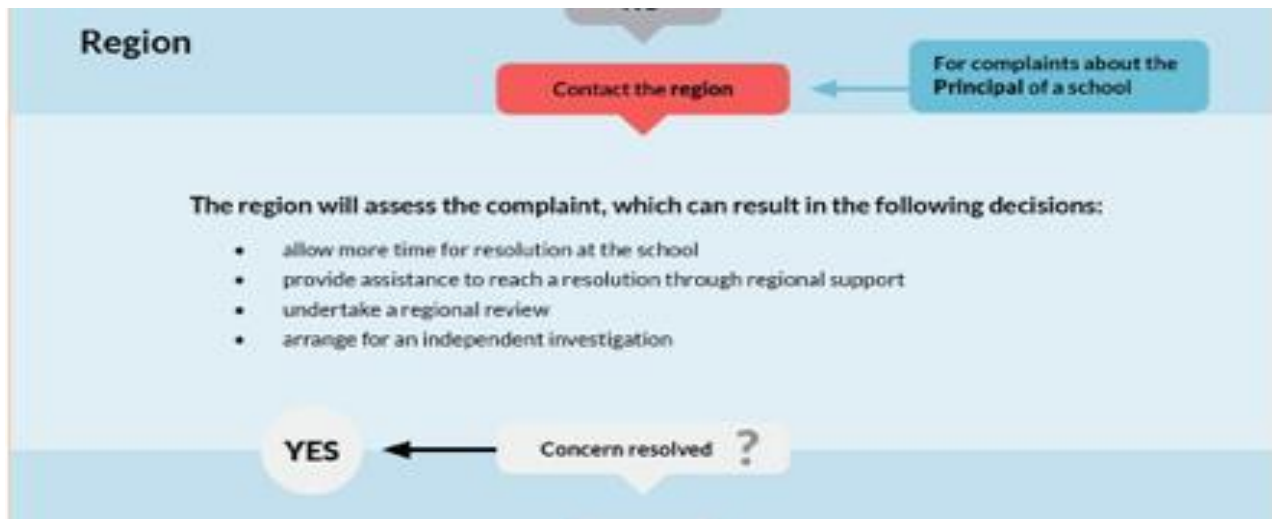 Region
Contact the region
For complaints about the
Principal of a school
The region will assess the complaint, which can result in the following decisions:
• allow more time for resolution at the school
• provide assistance to reach a resolution through regional support
• undertake a regional review
• arrange for an independent investigation
YES
Concern resolved ?